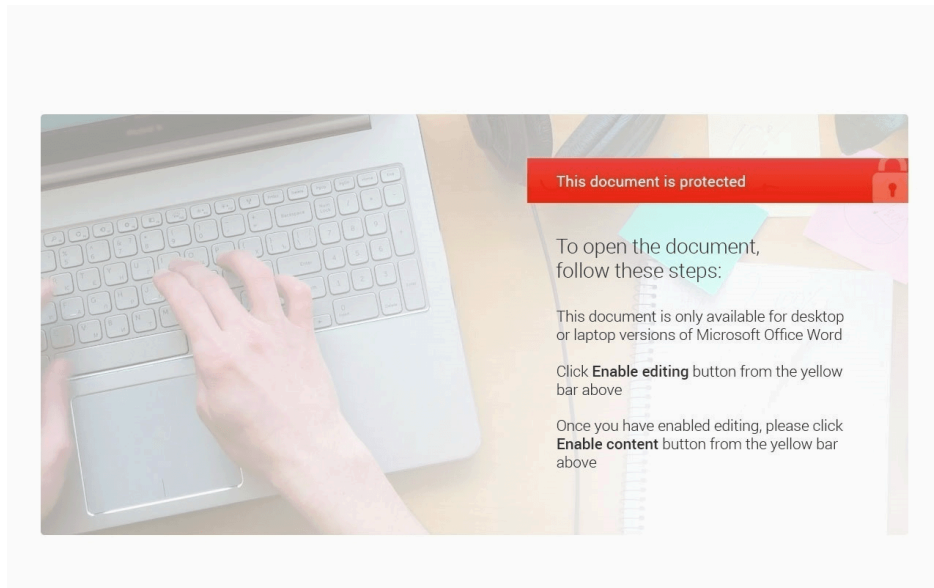 This document is protected
To open the document,
follow these steps:
This document is only available for desktop
or laptop versions of Microsoft Office Word
Click Enable editing button from the yellow
bar above
Once you have enabled editing, please click
Enable content button from the yellow bar
above